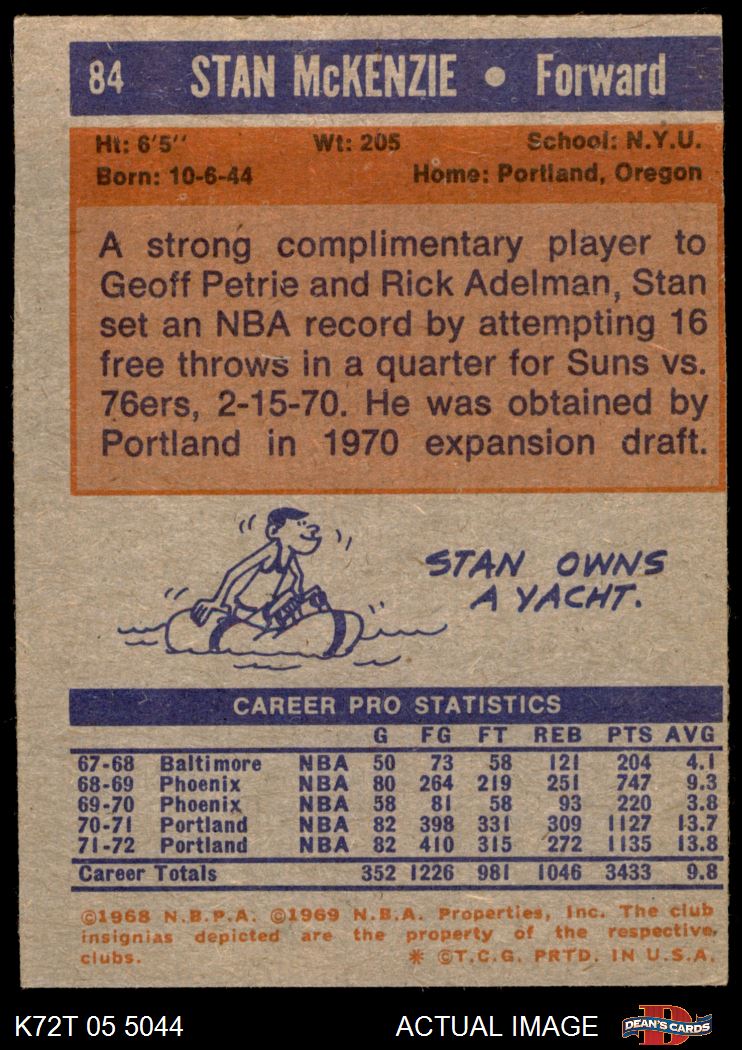 84 STAN McKENZIE • Forward
Ht: 6'5" Wt: 205 School: N.Y.U.
Born: 10-6-44 Home: Portland, Oregon
A strong complimentary player to
Geoff Petrie and Rick Adelman, Stan
set an NBA record by attempting 16
free throws in a quarter for Suns vs.
76ers, 2-15-70. He was obtained by
Portland in 1970 expansion draft.
STAN OWNS
A YACHT.
CAREER PRO STATISTICS
G FG FT REB PTS AVG
67-68 Baltimore NBA 50 73 58 121 204 4.1
68-69 Phoenix NBA 80 264 219 251 747 9.3
69-70 Phoenix NBA 58 81 58 93 220 3.8
70-71 Portland NBA 82 398 331 309 1127 13.7
71-72 Portland NBA 82 410 315 272 1135 13.8
Career Totals 352 1226 981 1046 3433 9.8
©1968 N.B.P.A. ©1969 N.B.A. Properties, Inc. The club
insignias depicted are the property of the respective
clubs. * ©T.C.G. PRTD. IN U.S.A.
K72T 05 5044 ACTUAL IMAGE D DEAN'S CARDS